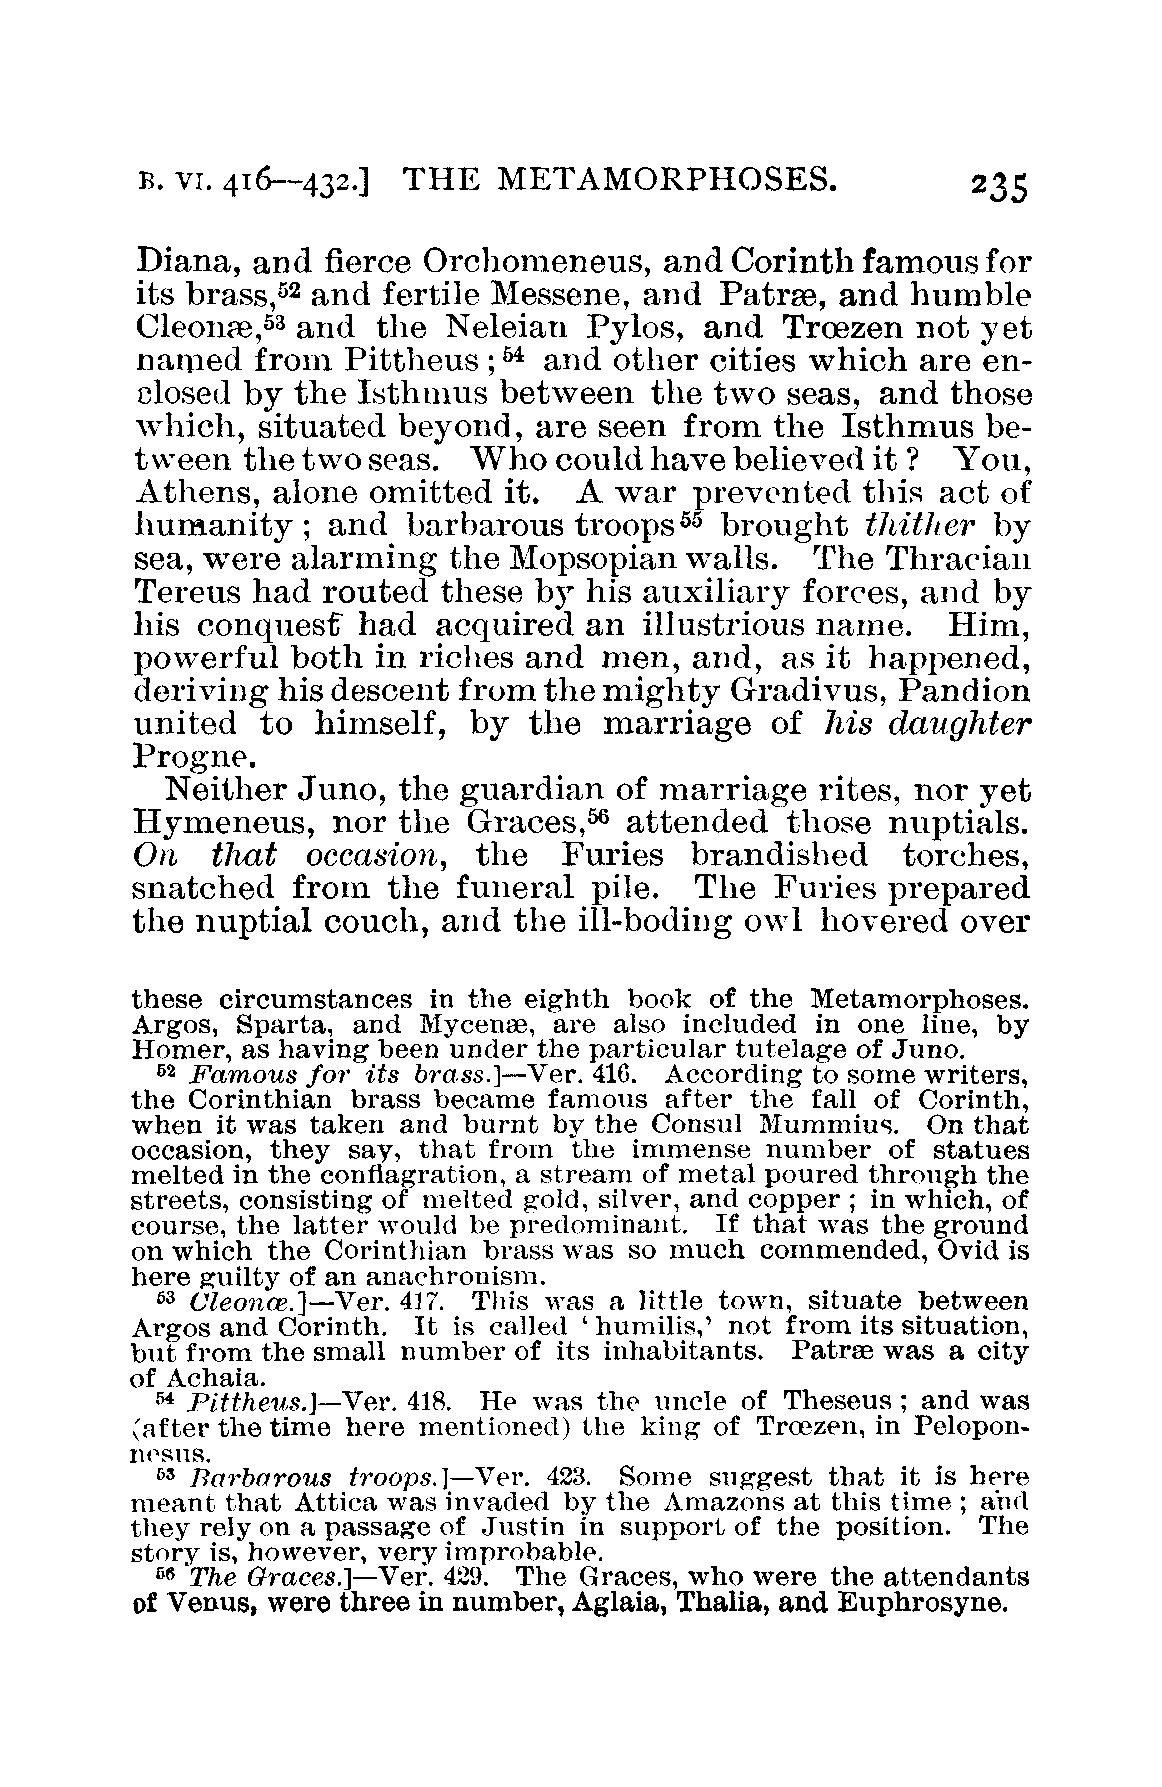 B. VI. 416—432.] THE METAMORPHOSES. 235
Diana, and fierce Orchomeneus, and Corinth famous for
its brass,⁵² and fertile Messene, and Patræ, and humble
Cleonæ,⁵³ and the Neleian Pylos, and Trœzen not yet
named from Pittheus;⁵⁴ and other cities which are en-
closed by the Isthmus between the two seas, and those
which, situated beyond, are seen from the Isthmus be-
tween the two seas. Who could have believed it? You,
Athens, alone omitted it. A war prevented this act of
humanity; and barbarous troops⁵⁵ brought thither by
sea, were alarming the Mopsopian walls. The Thracian
Tereus had routed these by his auxiliary forces, and by
his conquest had acquired an illustrious name. Him,
powerful both in riches and men, and, as it happened,
deriving his descent from the mighty Gradivus, Pandion
united to himself, by the marriage of his daughter
Progne.
Neither Juno, the guardian of marriage rites, nor yet
Hymeneus, nor the Graces,⁵⁶ attended those nuptials.
On that occasion, the Furies brandished torches,
snatched from the funeral pile. The Furies prepared
the nuptial couch, and the ill-boding owl hovered over
these circumstances in the eighth book of the Metamorphoses.
Argos, Sparta, and Mycenæ, are also included in one line, by
Homer, as having been under the particular tutelage of Juno.
⁵² Famous for its brass.]—Ver. 416. According to some writers,
the Corinthian brass became famous after the fall of Corinth,
when it was taken and burnt by the Consul Mummius. On that
occasion, they say, that from the immense number of statues
melted in the conflagration, a stream of metal poured through the
streets, consisting of melted gold, silver, and copper; in which, of
course, the latter would be predominant. If that was the ground
on which the Corinthian brass was so much commended, Ovid is
here guilty of an anachronism.
⁵³ Cleonæ.]—Ver. 417. This was a little town, situate between
Argos and Corinth. It is called ‘humilis,’ not from its situation,
but from the small number of its inhabitants. Patræ was a city
of Achaia.
⁵⁴ Pittheus.]—Ver. 418. He was the uncle of Theseus; and was
(after the time here mentioned) the king of Trœzen, in Pelopon-
nesus.
⁵⁵ Barbarous troops.]—Ver. 423. Some suggest that it is here
meant that Attica was invaded by the Amazons at this time; and
they rely on a passage of Justin in support of the position. The
story is, however, very improbable.
⁵⁶ The Graces.]—Ver. 429. The Graces, who were the attendants
of Venus, were three in number, Aglaia, Thalia, and Euphrosyne.